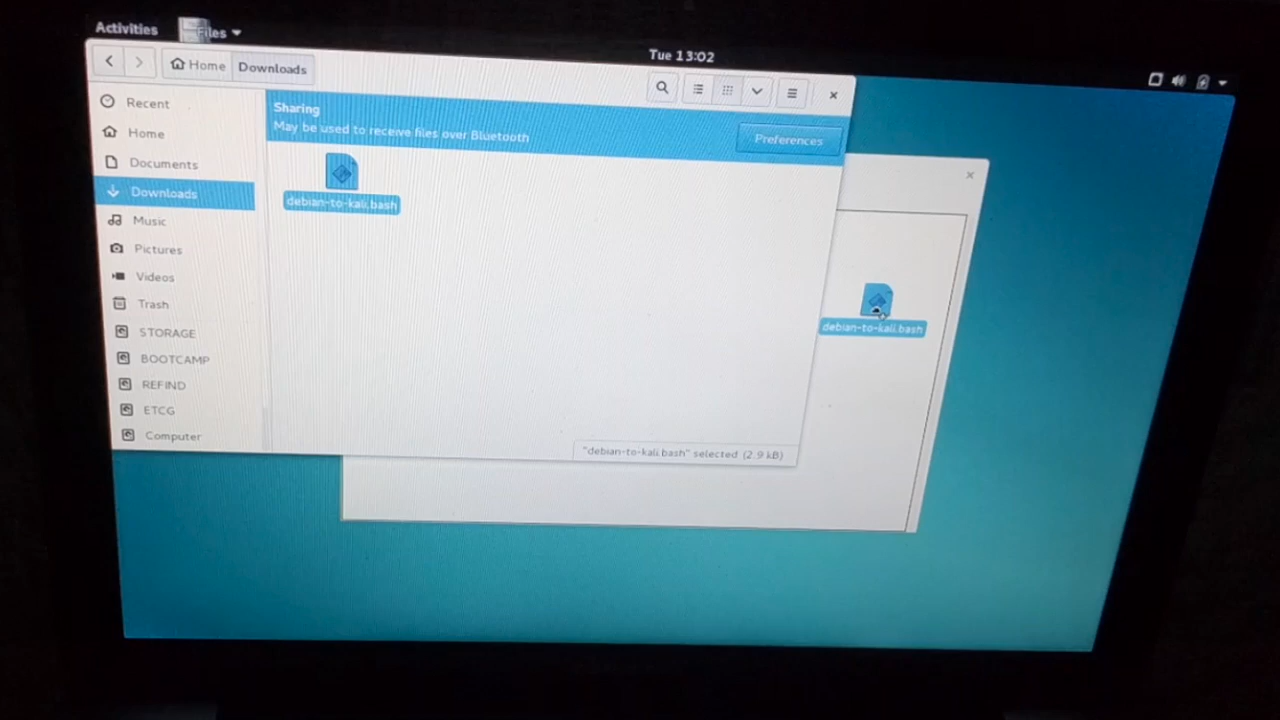 Activities
Files
Tue 13:02
Home
Downloads
Recent
Home
Documents
Downloads
Music
Pictures
Videos
Trash
STORAGE
BOOTCAMP
REFIND
ETCG
Computer
Sharing
May be used to receive files over Bluetooth
Preferences
debian-to-kali.bash
"debian-to-kali.bash" selected (2.9 kB)
debian-to-kali.bash